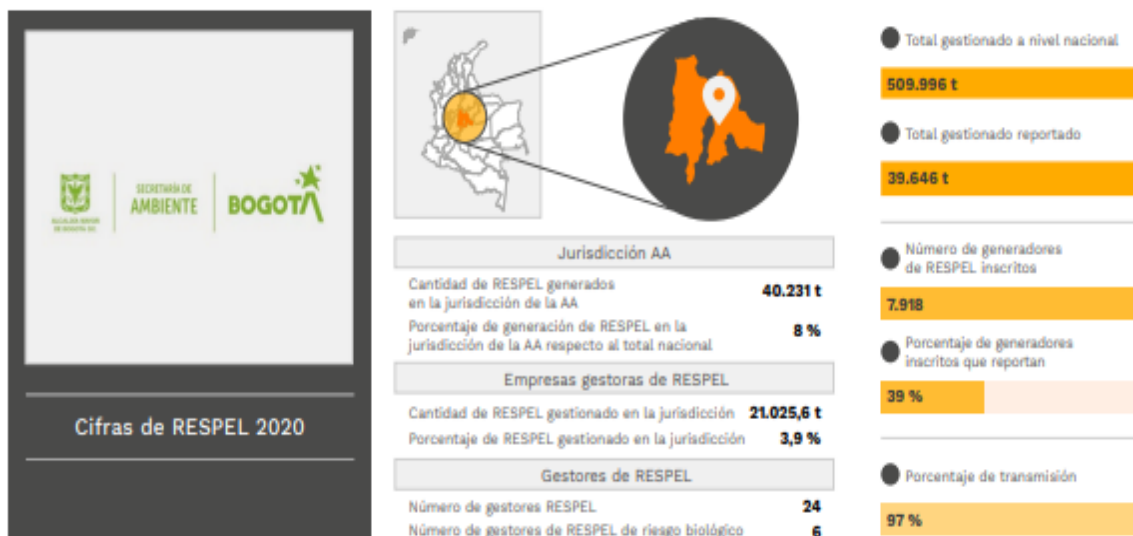 ALCALDÍA MAYOR
DE BOGOTÁ D.C.
SECRETARÍA DE
AMBIENTE
BOGOTÁ
Cifras de RESPEL 2020
Jurisdicción AA
Cantidad de RESPEL generados
en la jurisdicción de la AA
40.231 t
Porcentaje de generación de RESPEL en la
jurisdicción de la AA respecto al total nacional
8 %
Empresas gestoras de RESPEL
Cantidad de RESPEL gestionado en la jurisdicción 21.025,6 t
Porcentaje de RESPEL gestionado en la jurisdicción 3,9 %
Gestores de RESPEL
Número de gestores RESPEL 24
Número de gestores de RESPEL de riesgo biológico 6
Total gestionado a nivel nacional
509.996 t
Total gestionado reportado
39.646 t
Número de generadores
de RESPEL inscritos
7.918
Porcentaje de generadores
inscritos que reportan
39 %
Porcentaje de transmisión
97 %